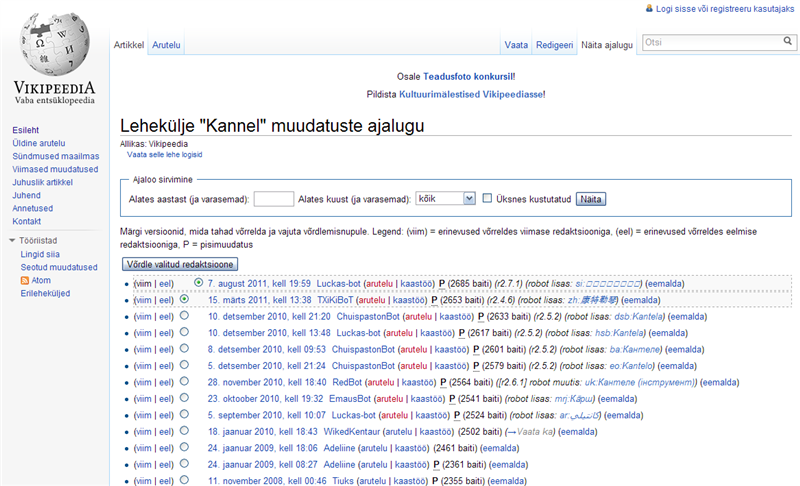 Logi sisse või registreeru kasutajaks
Artikkel Arutelu Vaata Redigeeri Näita ajalugu Otsi
VIKIPEEDIA
Vaba entsüklopeedia
Osale Teadusfoto konkursil!
Pildista Kultuurimälestised Vikipeediasse!
Esileht
Üldine arutelu
Sündmused maailmas
Viimased muudatused
Juhuslik artikkel
Juhend
Annetused
Kontakt
Tööriistad
Lingid siia
Seotud muudatused
Atom
Erileheküljed
Lehekülje "Kannel" muudatuste ajalugu
Allikas: Vikipeedia
Vaata selle lehe logisid
Ajaloo sirvimine
Alates aastast (ja varasemad): Alates kuust (ja varasemad): kõik Üksnes kustutatud Näita
Märgi versioonid, mida tahad võrrelda ja vajuta võrdlemisnupule. Legend: (viim) = erinevused võrreldes viimase redaktsiooniga, (eel) = erinevused võrreldes eelmise
redaktsiooniga, P = pisimuudatus
Võrdle valitud redaktsioone
(viim | eel) 7. august 2011, kell 19:59 Luckas-bot (arutelu | kaastöö) P (2685 baiti) (r2.7.1) (robot lisas: si:□□□□□□□□) (eemalda)
(viim | eel) 15. märts 2011, kell 13:38 TXiKiBoT (arutelu | kaastöö) P (2653 baiti) (r2.4.6) (robot lisas: zh:康特勒琴) (eemalda)
(viim | eel) 10. detsember 2010, kell 21:20 ChuispastonBot (arutelu | kaastöö) P (2633 baiti) (r2.5.2) (robot lisas: dsb:Kantela) (eemalda)
(viim | eel) 10. detsember 2010, kell 13:48 Luckas-bot (arutelu | kaastöö) P (2617 baiti) (r2.5.2) (robot lisas: hsb:Kantela) (eemalda)
(viim | eel) 8. detsember 2010, kell 09:53 ChuispastonBot (arutelu | kaastöö) P (2601 baiti) (r2.5.2) (robot lisas: ba:Кантеле) (eemalda)
(viim | eel) 5. detsember 2010, kell 21:24 ChuispastonBot (arutelu | kaastöö) P (2579 baiti) (r2.5.2) (robot lisas: eo:Kantelo) (eemalda)
(viim | eel) 28. november 2010, kell 18:40 RedBot (arutelu | kaastöö) P (2564 baiti) ([r2.6.1] robot muutis: uk:Кантеле (інструмент)) (eemalda)
(viim | eel) 23. oktoober 2010, kell 19:32 EmausBot (arutelu | kaastöö) P (2541 baiti) (robot lisas: mrj:Кӓрш) (eemalda)
(viim | eel) 5. september 2010, kell 10:07 Luckas-bot (arutelu | kaastöö) P (2524 baiti) (robot lisas: ar:كانتيلي) (eemalda)
(viim | eel) 18. jaanuar 2010, kell 18:43 WikedKentaur (arutelu | kaastöö) (2502 baiti) (→Vaata ka) (eemalda)
(viim | eel) 24. jaanuar 2009, kell 18:06 Adeliine (arutelu | kaastöö) (2461 baiti) (eemalda)
(viim | eel) 24. jaanuar 2009, kell 08:27 Adeliine (arutelu | kaastöö) P (2361 baiti) (eemalda)
(viim | eel) 11. november 2008, kell 00:46 Tiuks (arutelu | kaastöö) P (2355 baiti) (eemalda)